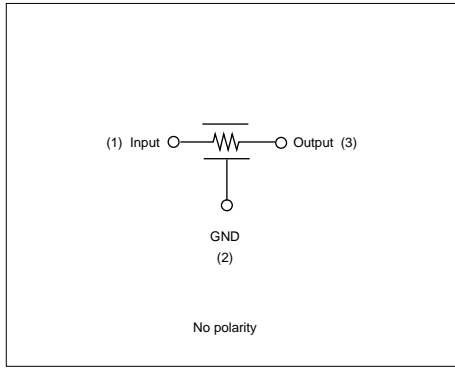 (1) Input Output (3)
GND
(2)
No polarity